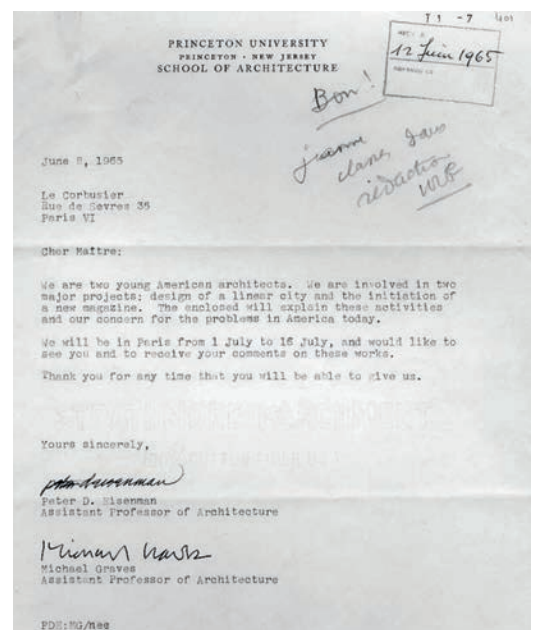 T 1 - 7 401
PRINCETON UNIVERSITY
PRINCETON • NEW JERSEY
SCHOOL OF ARCHITECTURE
12 Juin 1965
Bon!
rédaction
June 8, 1965
Le Corbusier
Rue de Sevres 35
Paris VI
Cher Maître:
We are two young American architects. We are involved in two
major projects: design of a linear city and the initiation of
a new magazine. The enclosed will explain these activities
and our concern for the problems in America today.
We will be in Paris from 1 July to 16 July, and would like to
see you and to receive your comments on these works.
Thank you for any time that you will be able to give us.
Yours sincerely,
Peter D. Eisenman
Assistant Professor of Architecture
Michael Graves
Michael Graves
Assistant Professor of Architecture
PDE:MG/neg